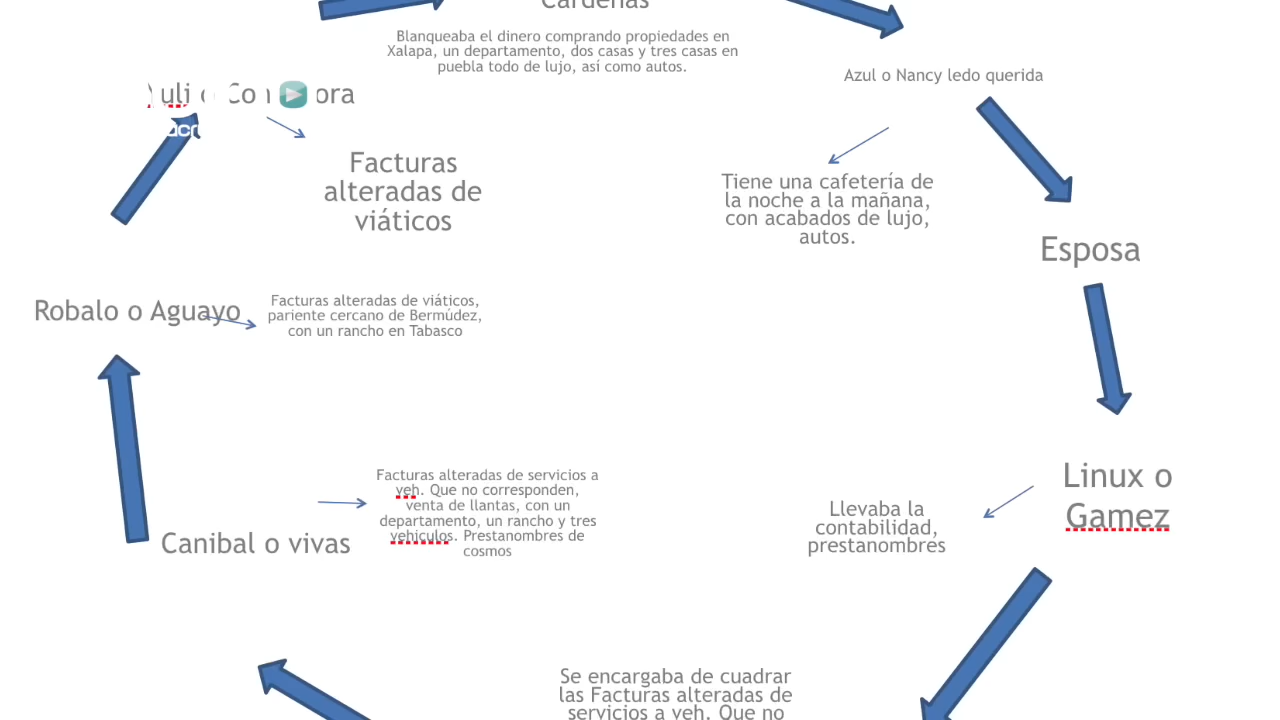 Cárdenas
Blanqueaba el dinero comprando propiedades en
Xalapa, un departamento, dos casas y tres casas en
puebla todo de lujo, así como autos.
Azul o Nancy ledo querida
Facturas
alteradas de
viáticos
Tiene una cafetería de
la noche a la mañana,
con acabados de lujo,
autos.
Esposa
Robalo o Aguayo
Facturas alteradas de viáticos,
pariente cercano de Bermúdez,
con un rancho en Tabasco
Linux o
Gamez
Llevaba la
contabilidad,
prestanombres
Canibal o vivas
Facturas alteradas de servicios a
veh. Que no corresponden,
venta de llantas, con un
departamento, un rancho y tres
vehiculos. Prestanombres de
cosmos
Se encargaba de cuadrar
las Facturas alteradas de
servicios a veh. Que no